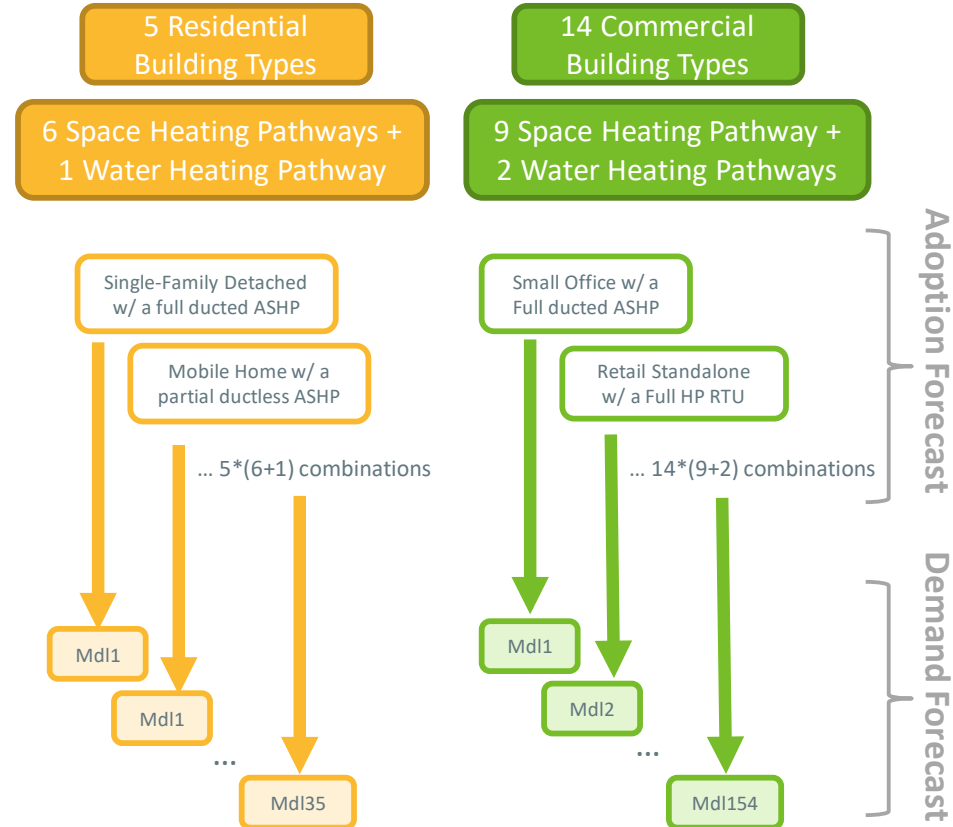 5 Residential
Building Types
14 Commercial
Building Types
6 Space Heating Pathways +
1 Water Heating Pathway
9 Space Heating Pathway +
2 Water Heating Pathways
Single-Family Detached
w/ a full ducted ASHP
Mobile Home w/ a
partial ductless ASHP
... 5*(6+1) combinations
Small Office w/ a
Full ducted ASHP
Retail Standalone
w/ a Full HP RTU
... 14*(9+2) combinations
Adoption Forecast
Mdl1
Mdl1
...
Mdl35
Mdl1
Mdl2
...
Mdl154
Demand Forecast